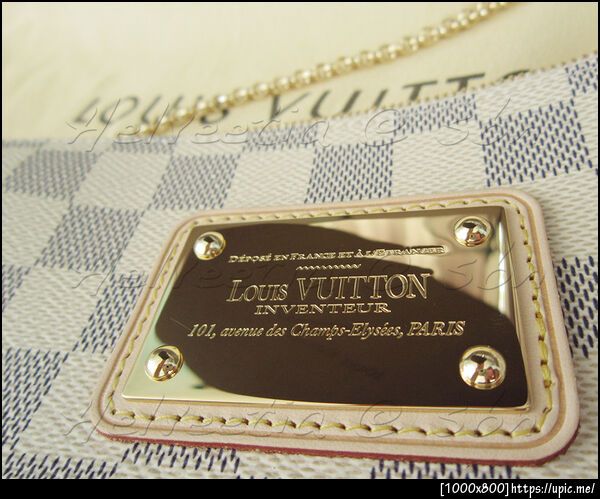 LOUIS VUITTON
Helvetia @ Sbn
DÉPOSÉ EN FRANCE ET À L'ÉTRANGER
LOUIS VUITTON
INVENTEUR
101, avenue des Champs-Elysées, PARIS
[1000x800]https://upic.me/